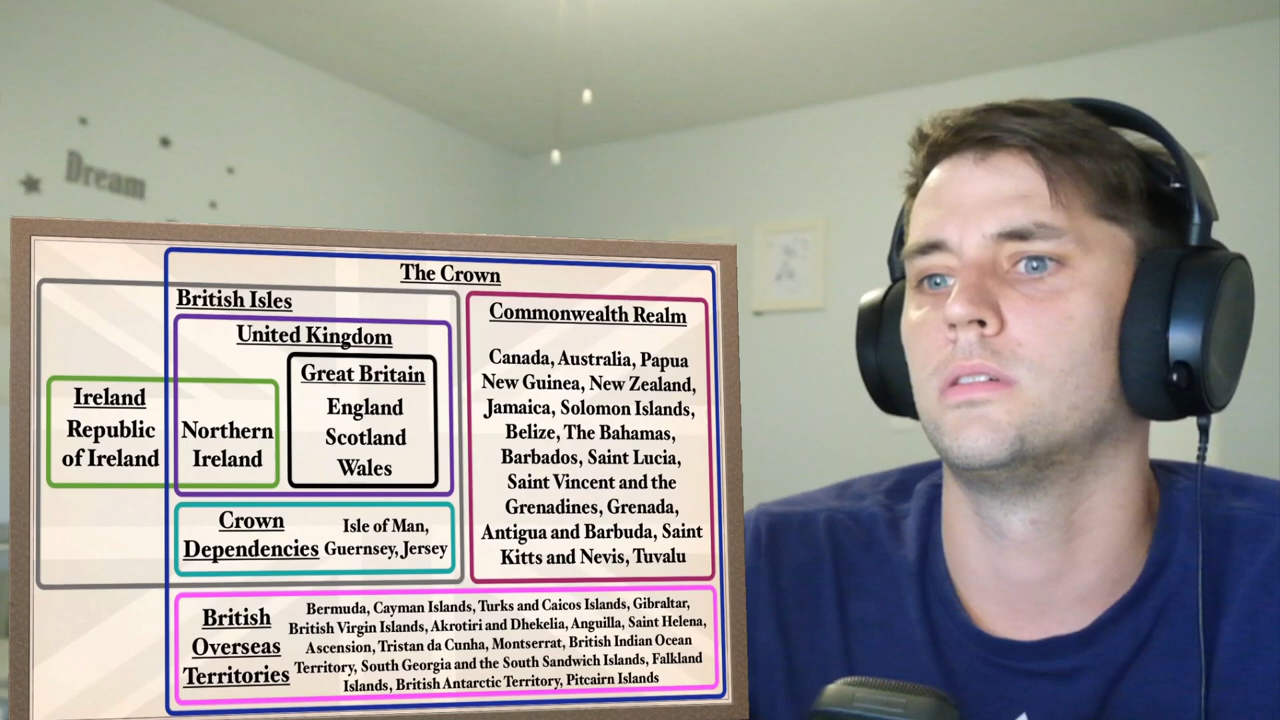 Dream
The Crown
British Isles
United Kingdom
Great Britain
England
Scotland
Wales
Ireland
Republic
of Ireland
Northern
Ireland
Crown
Dependencies
Isle of Man,
Guernsey, Jersey
Commonwealth Realm
Canada, Australia, Papua
New Guinea, New Zealand,
Jamaica, Solomon Islands,
Belize, The Bahamas,
Barbados, Saint Lucia,
Saint Vincent and the
Grenadines, Grenada,
Antigua and Barbuda, Saint
Kitts and Nevis, Tuvalu
British
Overseas
Territories
Bermuda, Cayman Islands, Turks and Caicos Islands, Gibraltar,
British Virgin Islands, Akrotiri and Dhekelia, Anguilla, Saint Helena,
Ascension, Tristan da Cunha, Montserrat, British Indian Ocean
Territory, South Georgia and the South Sandwich Islands, Falkland
Islands, British Antarctic Territory, Pitcairn Islands